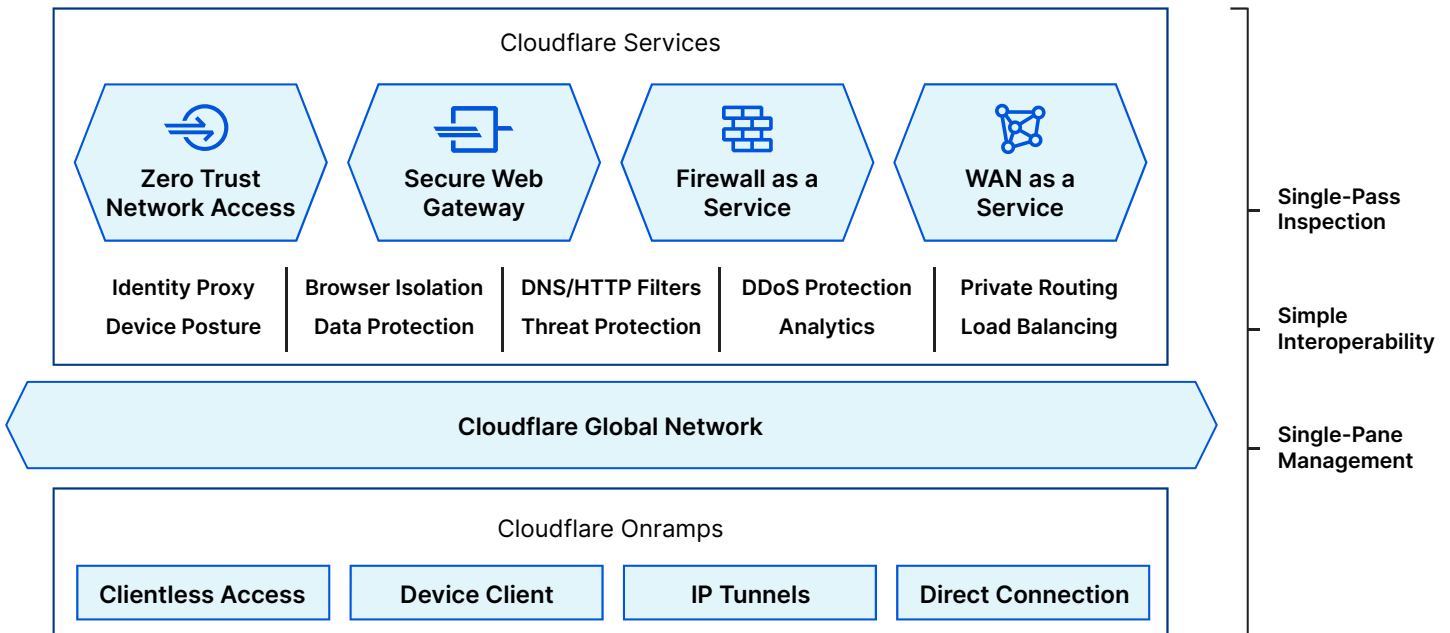 Cloudflare Services
Zero Trust
Network Access
Secure Web
Gateway
Firewall as a
Service
WAN as a
Service
Identity Proxy
Device Posture
Browser Isolation
Data Protection
DNS/HTTP Filters
Threat Protection
DDoS Protection
Analytics
Private Routing
Load Balancing
Cloudflare Global Network
Cloudflare Onramps
Clientless Access
Device Client
IP Tunnels
Direct Connection
Single-Pass
Inspection
Simple
Interoperability
Single-Pane
Management